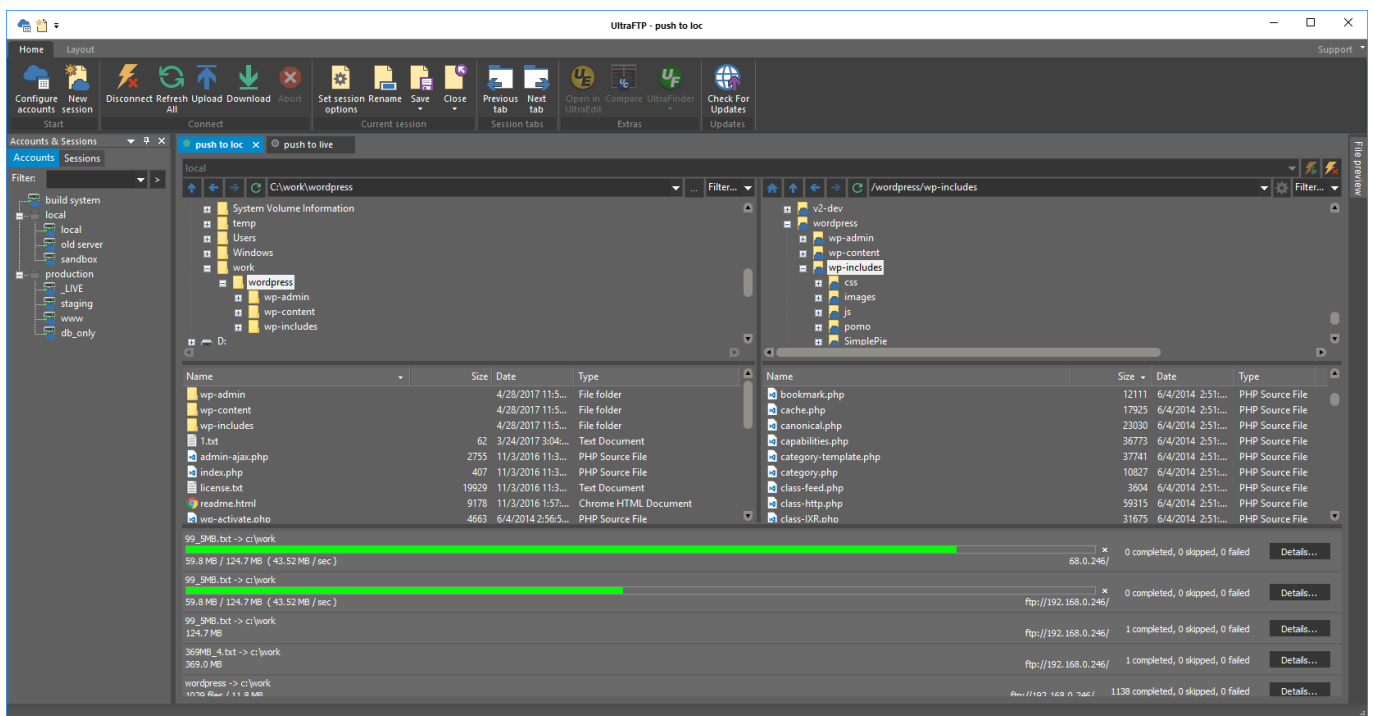 UltraFTP - push to loc
Home Layout Support
Configure accounts New session Disconnect Refresh All Upload Download Abort Set session options Rename Save Close Previous tab Next tab Open in UltraEdit Compare UltraFinder Check For Updates
Start Connect Current session Session tabs Extras Updates
Accounts & Sessions
Accounts Sessions
Filter: >
build system
local
local
old server
sandbox
production
_LIVE
staging
www
db_only
push to loc x push to live
local
C:\work\wordpress ... Filter...
System Volume Information
temp
Users
Windows
work
wordpress
wp-admin
wp-content
wp-includes
D:
Name Size Date Type
wp-admin 4/28/2017 11:5... File folder
wp-content 4/28/2017 11:5... File folder
wp-includes 4/28/2017 11:5... File folder
1.txt 62 3/24/2017 3:04:... Text Document
admin-ajax.php 2755 11/3/2016 11:3... PHP Source File
index.php 407 11/3/2016 11:3... PHP Source File
license.txt 19929 11/3/2016 11:3... Text Document
readme.html 9178 11/3/2016 1:57:... Chrome HTML Document
wp-activate.php 4663 6/4/2014 2:56:5... PHP Source File
/wordpress/wp-includes Filter...
v2-dev
wordpress
wp-admin
wp-content
wp-includes
css
images
js
pomo
SimplePie
Name Size Date Type
bookmark.php 12111 6/4/2014 2:51:... PHP Source File
cache.php 17925 6/4/2014 2:51:... PHP Source File
canonical.php 23030 6/4/2014 2:51:... PHP Source File
capabilities.php 36773 6/4/2014 2:51:... PHP Source File
category-template.php 37741 6/4/2014 2:51:... PHP Source File
category.php 10827 6/4/2014 2:51:... PHP Source File
class-feed.php 3604 6/4/2014 2:51:... PHP Source File
class-http.php 59315 6/4/2014 2:51:... PHP Source File
class-IXR.php 31675 6/4/2014 2:51:... PHP Source File
File preview
99_5MB.txt -> c:\work
0 completed, 0 skipped, 0 failed Details...
59.8 MB / 124.7 MB ( 43.52 MB / sec ) 68.0.246/
99_5MB.txt -> c:\work
0 completed, 0 skipped, 0 failed Details...
59.8 MB / 124.7 MB ( 43.52 MB / sec ) ftp://192.168.0.246/
99_5MB.txt -> c:\work
124.7 MB ftp://192.168.0.246/ 1 completed, 0 skipped, 0 failed Details...
369MB_4.txt -> c:\work
369.0 MB ftp://192.168.0.246/ 1 completed, 0 skipped, 0 failed Details...
wordpress -> c:\work
1029 files / 11.8 MB ftp://192.168.0.246/ 1138 completed, 0 skipped, 0 failed Details...